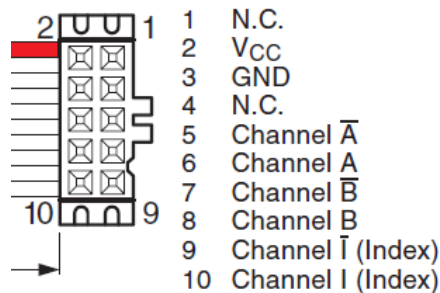 2 1
10 9
1 N.C.
2 VCC
3 GND
4 N.C.
5 Channel A̅
6 Channel A
7 Channel B̅
8 Channel B
9 Channel I̅ (Index)
10 Channel I (Index)